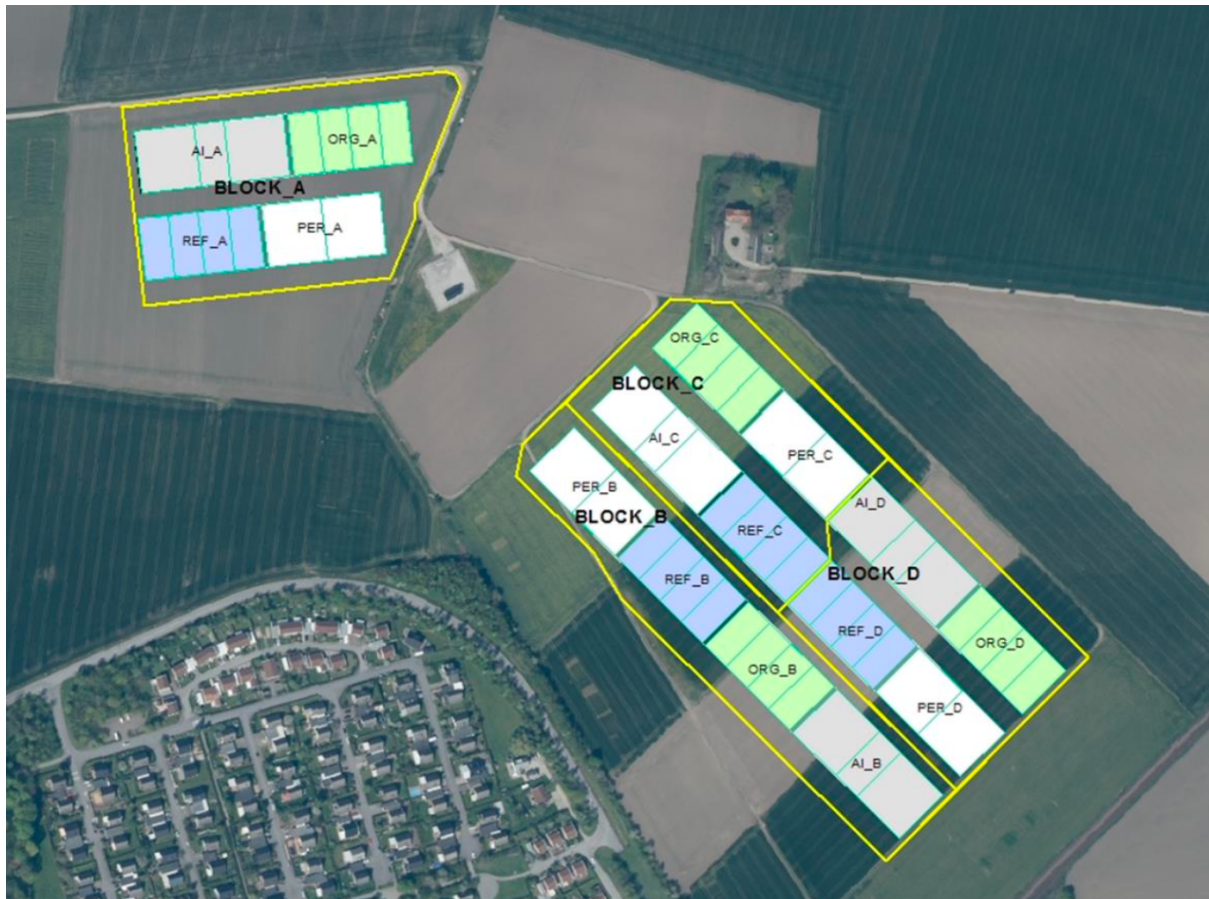 AI_A
ORG_A
BLOCK_A
REF_A
PER_A
ORG_C
BLOCK_C
AI_C
PER_C
PER_B
BLOCK_B
AI_D
REF_C
BLOCK_D
REF_B
REF_D
ORG_D
ORG_B
PER_D
AI_B